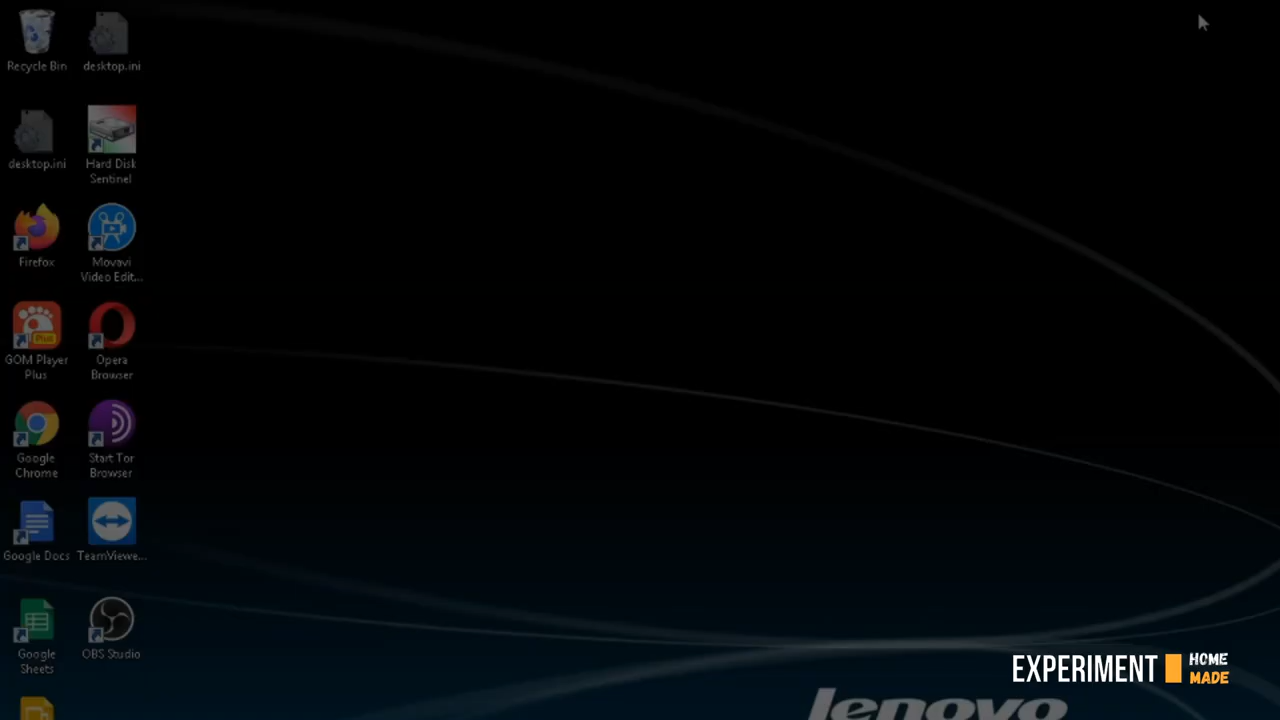 Recycle Bin
desktop.ini
desktop.ini
Hard Disk
Sentinel
Firefox
Movavi
Video Edit...
GOM Player
Plus
Plus
Opera
Browser
Google
Chrome
Start Tor
Browser
Google Docs
TeamViewe...
Google
Sheets
OBS Studio
EXPERIMENT
HOME
MADE
lenovo